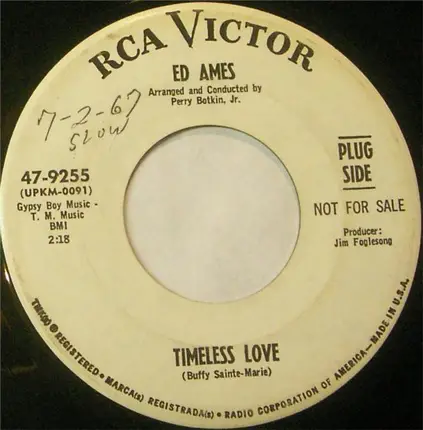 RCA VICTOR
ED AMES
Arranged and Conducted by
Perry Botkin, Jr.
7-2-67
SLOW
47-9255
(UPKM-0091)
Gypsy Boy Music -
T. M. Music
BMI
2:18
PLUG
SIDE
NOT FOR SALE
Producer:
Jim Foglesong
TIMELESS LOVE
(Buffy Sainte-Marie)
TMK(s) ® REGISTERED • MARCA(s) REGISTRADA(s) • RADIO CORPORATION OF AMERICA—MADE IN U.S.A.